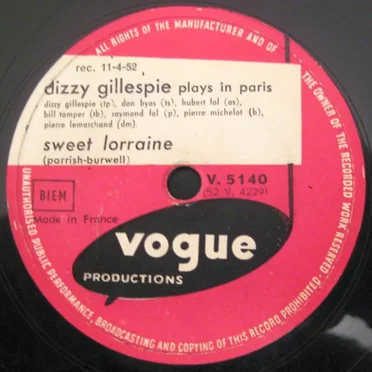 ALL RIGHTS OF THE MANUFACTURER AND OF THE OWNER OF THE RECORDED WORK RESERVED
UNAUTHORISED PUBLIC PERFORMANCE, BROADCASTING AND COPYING OF THIS RECORD PROHIBITED.
rec. 11-4-52
dizzy gillespie plays in paris
dizzy gillespie (tp), don byas (ts), hubert fol (as),
bill tamper (tb), raymond fol (p), pierre michelot (b),
pierre lemarchand (dm).
sweet lorraine
(parrish-burwell)
V. 5140
(52 V. 4229)
BIEM
Made in France
vogue
PRODUCTIONS